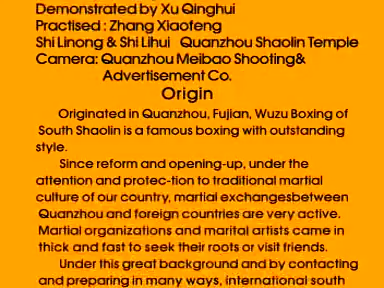 Demonstrated by Xu Qinghui
Practised : Zhang Xiaofeng
Shi Linong & Shi Lihui Quanzhou Shaolin Temple
Camera: Quanzhou Meibao Shooting&
Advertisement Co.
Origin
Originated in Quanzhou, Fujian, Wuzu Boxing of
South Shaolin is a famous boxing with outstanding
style.
Since reform and opening-up, under the
attention and protec-tion to traditional martial
culture of our country, martial exchangesbetween
Quanzhou and foreign countries are very active.
Martial organizations and marital artists came in
thick and fast to seek their roots or visit friends.
Under this great background and by contacting
and preparing in many ways, international south